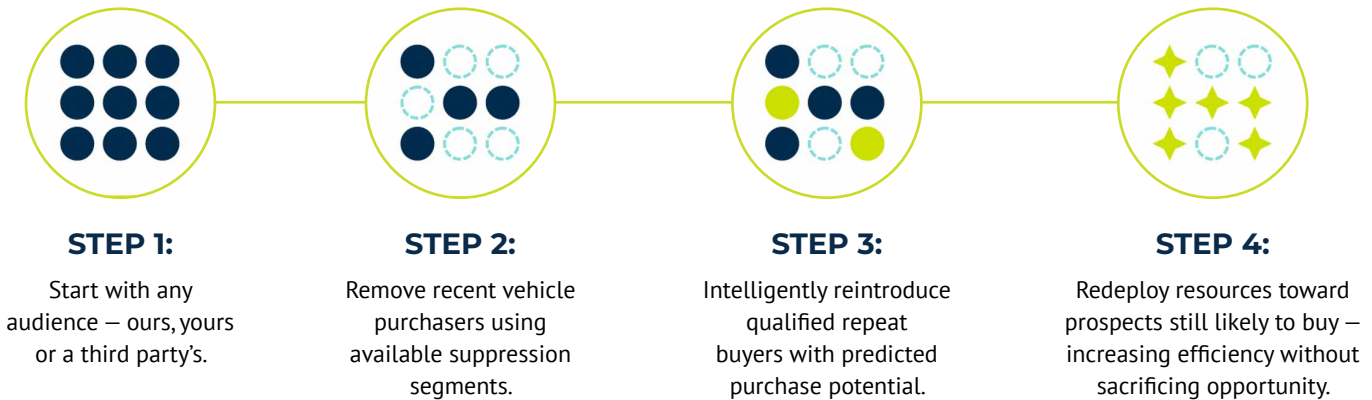 STEP 1:
Start with any
audience — ours, yours
or a third party's.
STEP 2:
Remove recent vehicle
purchasers using
available suppression
segments.
STEP 3:
Intelligently reintroduce
qualified repeat
buyers with predicted
purchase potential.
STEP 4:
Redeploy resources toward
prospects still likely to buy —
increasing efficiency without
sacrificing opportunity.